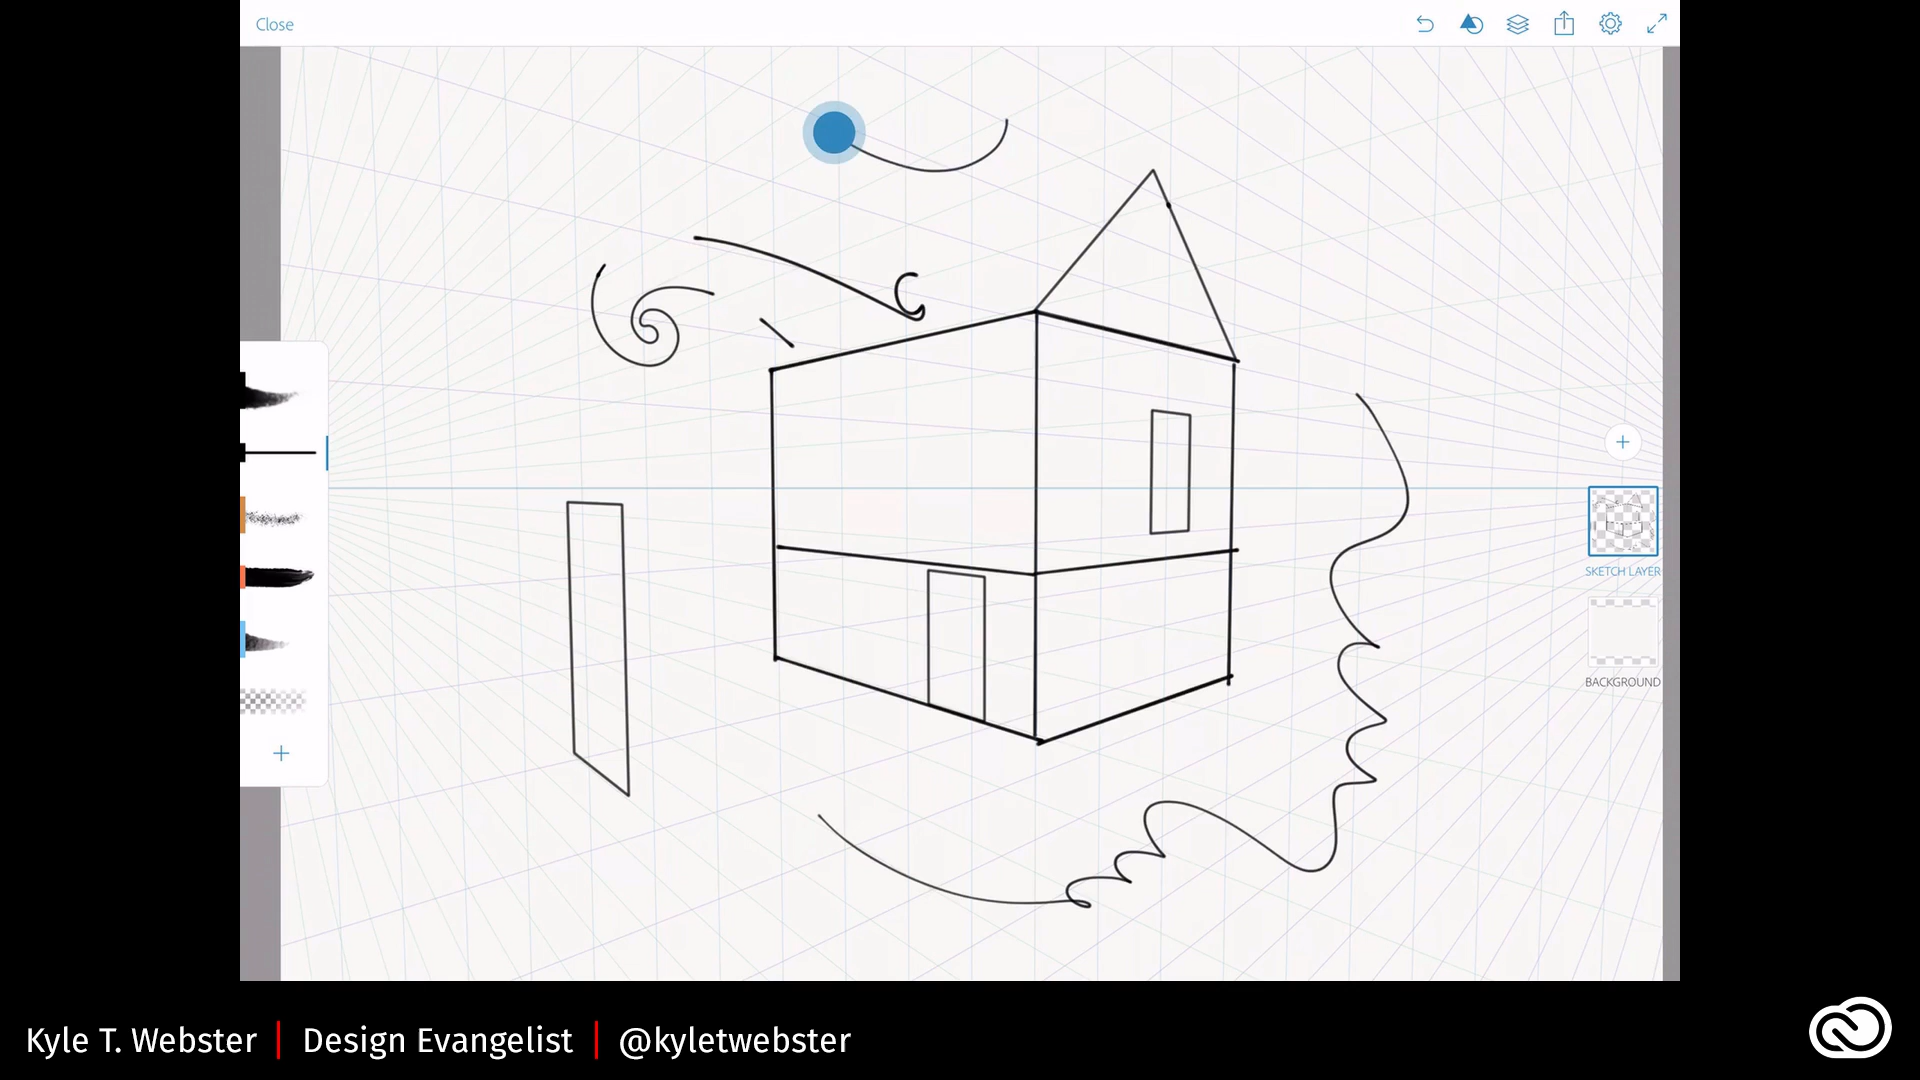 Close
SKETCH LAYER
BACKGROUND
Kyle T. Webster | Design Evangelist | @kyletwebster